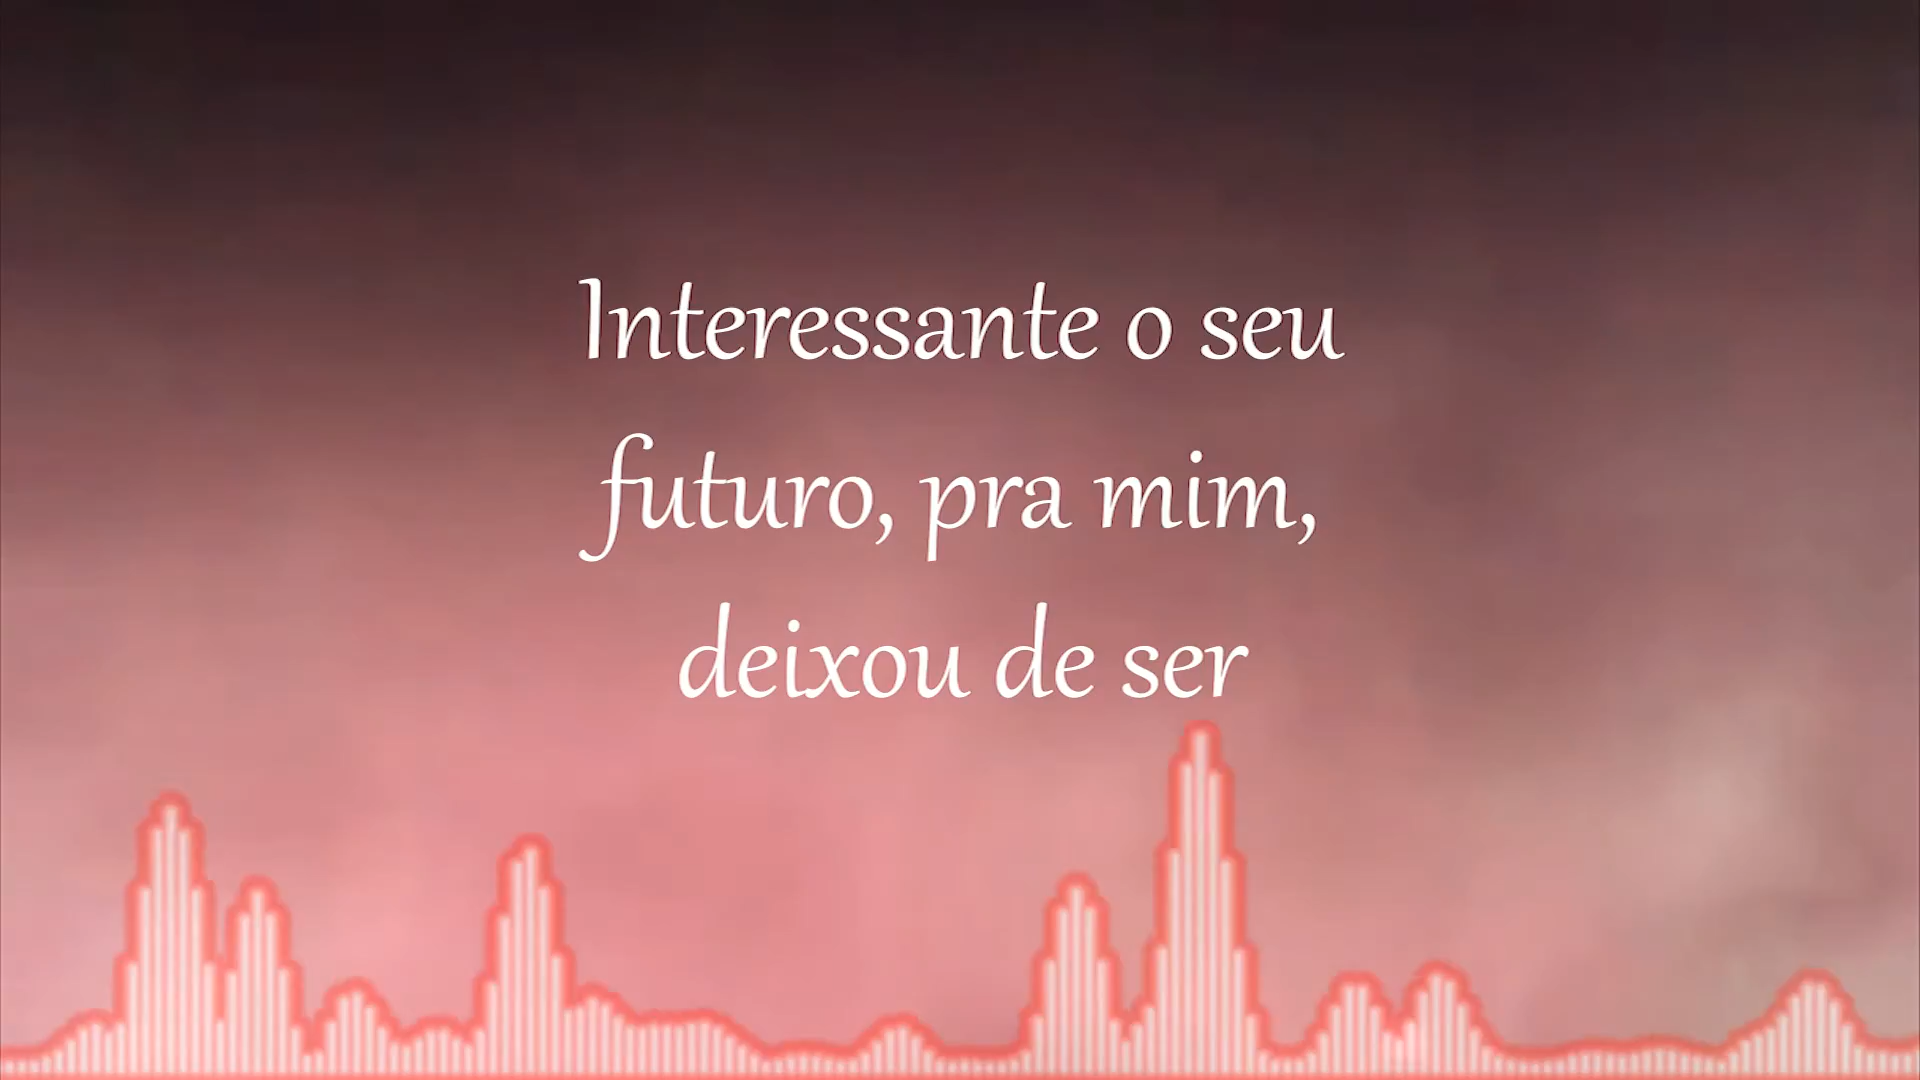 Interessante o seu
futuro, pra mim,
deixou de ser